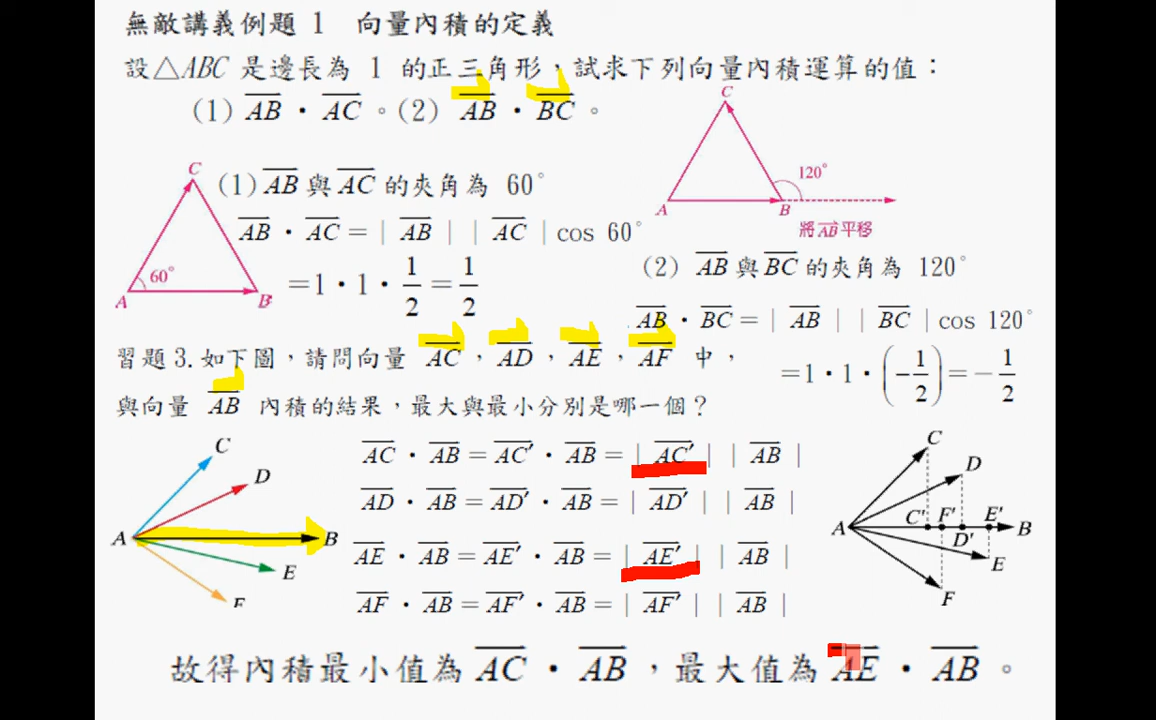 無敵講義例題 1 向量內積的定義
設△ABC 是邊長為 1 的正三角形，試求下列向量內積運算的值：
(1) AB · AC 。(2) AB · BC 。
C
A
B
60°
(1) AB 與 AC 的夾角為 60°
AB · AC = | AB | | AC | cos 60°
= 1 · 1 · 1/2 = 1/2
C
A
B
120°
將 AB 平移
(2) AB 與 BC 的夾角為 120°
AB · BC = | AB | | BC | cos 120°
= 1 · 1 · (−1/2) = −1/2
習題 3. 如下圖，請問向量 AC，AD，AE，AF 中，
與向量 AB 內積的結果，最大與最小分別是哪一個？
C
D
A
B
E
F
AC · AB = AC′ · AB = | AC′ | | AB |
AD · AB = AD′ · AB = | AD′ | | AB |
AE · AB = AE′ · AB = | AE′ | | AB |
AF · AB = AF′ · AB = | AF′ | | AB |
C
D
C′ F′ E′
A
B
D′
E
F
故得內積最小值為 AC · AB，最大值為 AE · AB 。